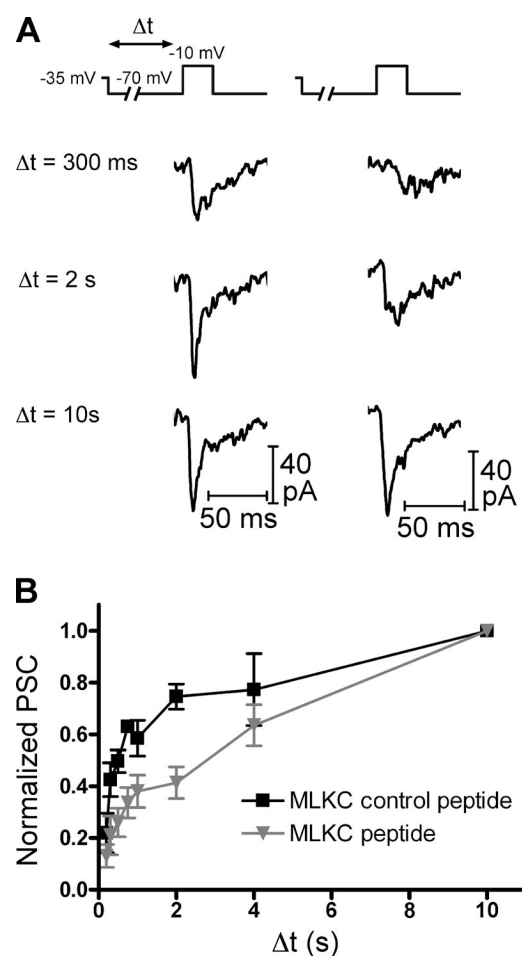 A
Δt
-10 mV
-35 mV
-70 mV
Δt = 300 ms
Δt = 2 s
Δt = 10s
40
pA
50 ms
40
pA
50 ms
B
Normalized PSC
1.0
0.8
0.6
0.4
0.2
0.0
MLKC control peptide
MLKC peptide
0
2
4
6
8
10
Δt (s)